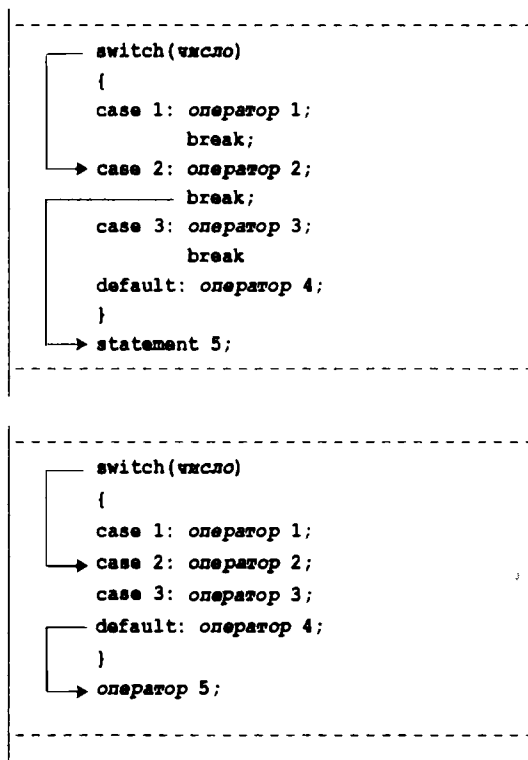 switch(число)
{
case 1: оператор 1;
break;
case 2: оператор 2;
break;
case 3: оператор 3;
break
default: оператор 4;
}
statement 5;
switch(число)
{
case 1: оператор 1;
case 2: оператор 2;
case 3: оператор 3;
default: оператор 4;
}
оператор 5;